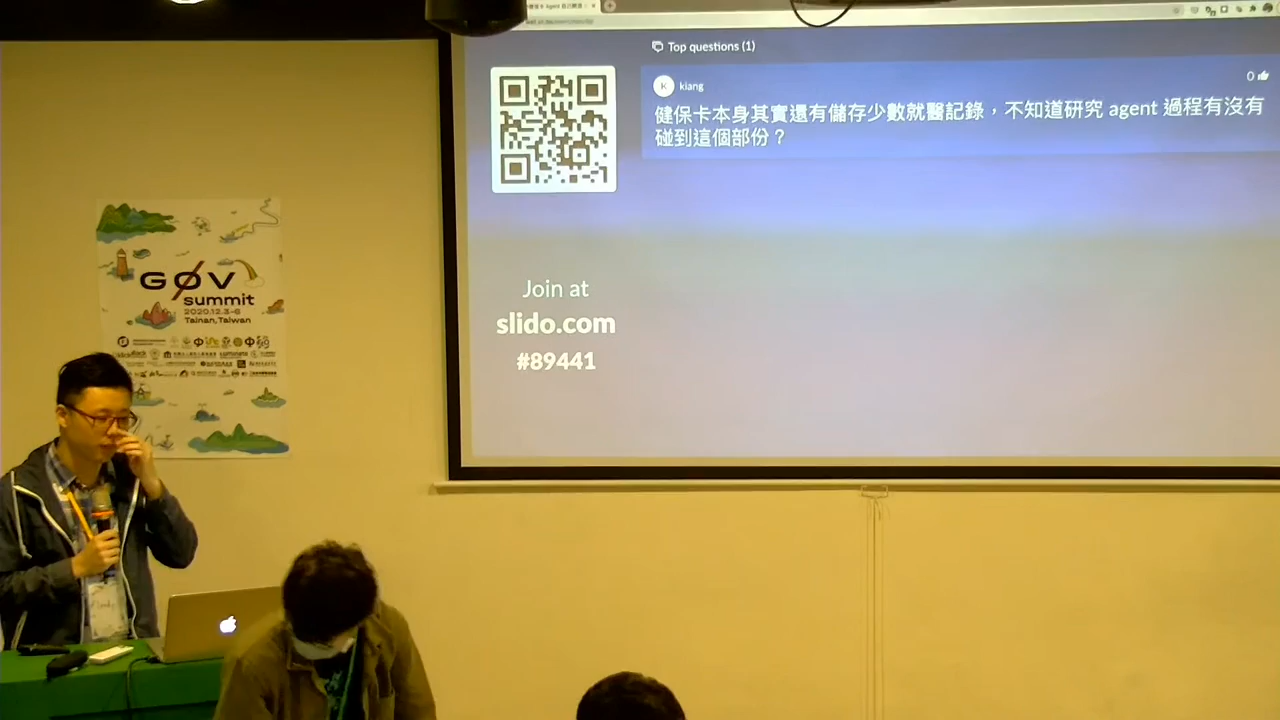 Top questions (1)
K
kiang
0
健保卡本身其實還有儲存少數就醫記錄，不知道研究 agent 過程有沒有
碰到這個部份？
Join at
slido.com
#89441
GØV
summit
2020.12.3-6
Tainan, Taiwan